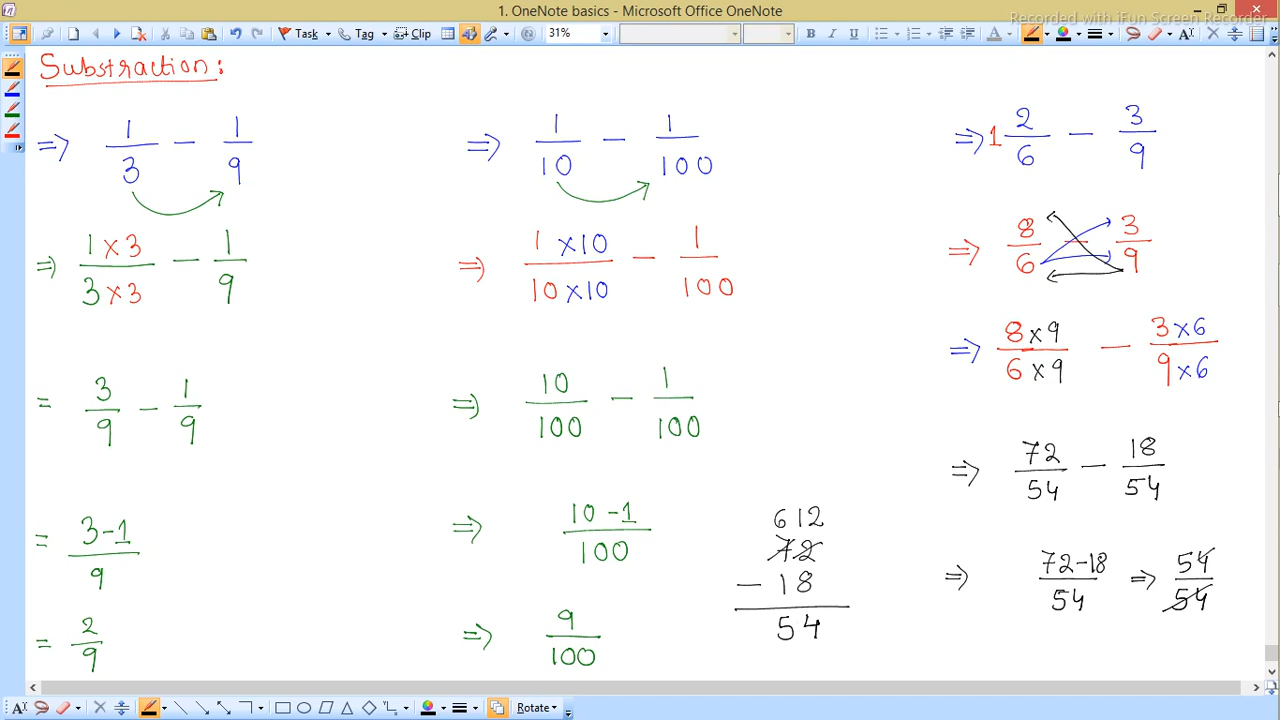 1. OneNote basics - Microsoft Office OneNote
Recorded with iFun Screen Recorder
Task Tag Clip 31% A B I U A
Substraction:
⇒ 1/3 − 1/9
⇒ 1×3/3×3 − 1/9
= 3/9 − 1/9
= 3-1/9
= 2/9
⇒ 1/10 − 1/100
⇒ 1×10/10×10 − 1/100
⇒ 10/100 − 1/100
⇒ 10-1/100
⇒ 9/100
6 12
72
− 18
54
⇒ 1 2/6 − 3/9
⇒ 8/6 − 3/9
⇒ 8×9/6×9 − 3×6/9×6
⇒ 72/54 − 18/54
⇒ 72-18/54 ⇒ 54/54
Rotate